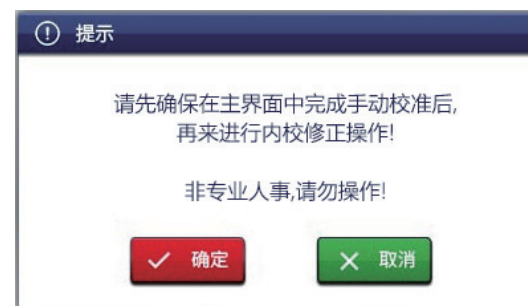 提示
请先确保在主界面中完成手动校准后,
再来进行内校修正操作!
非专业人事,请勿操作!
确定
取消